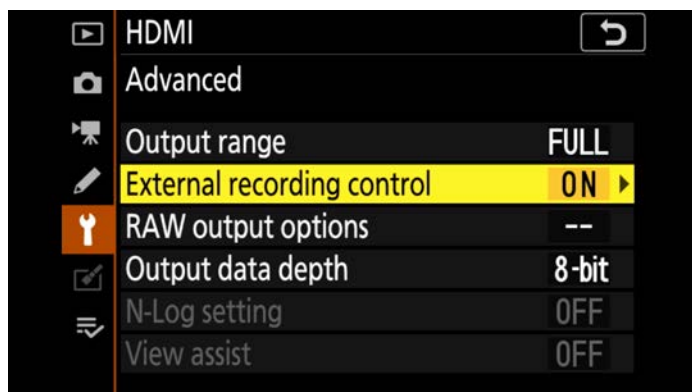 HDMI
Advanced
Output range FULL
External recording control ON
RAW output options --
Output data depth 8-bit
N-Log setting OFF
View assist OFF